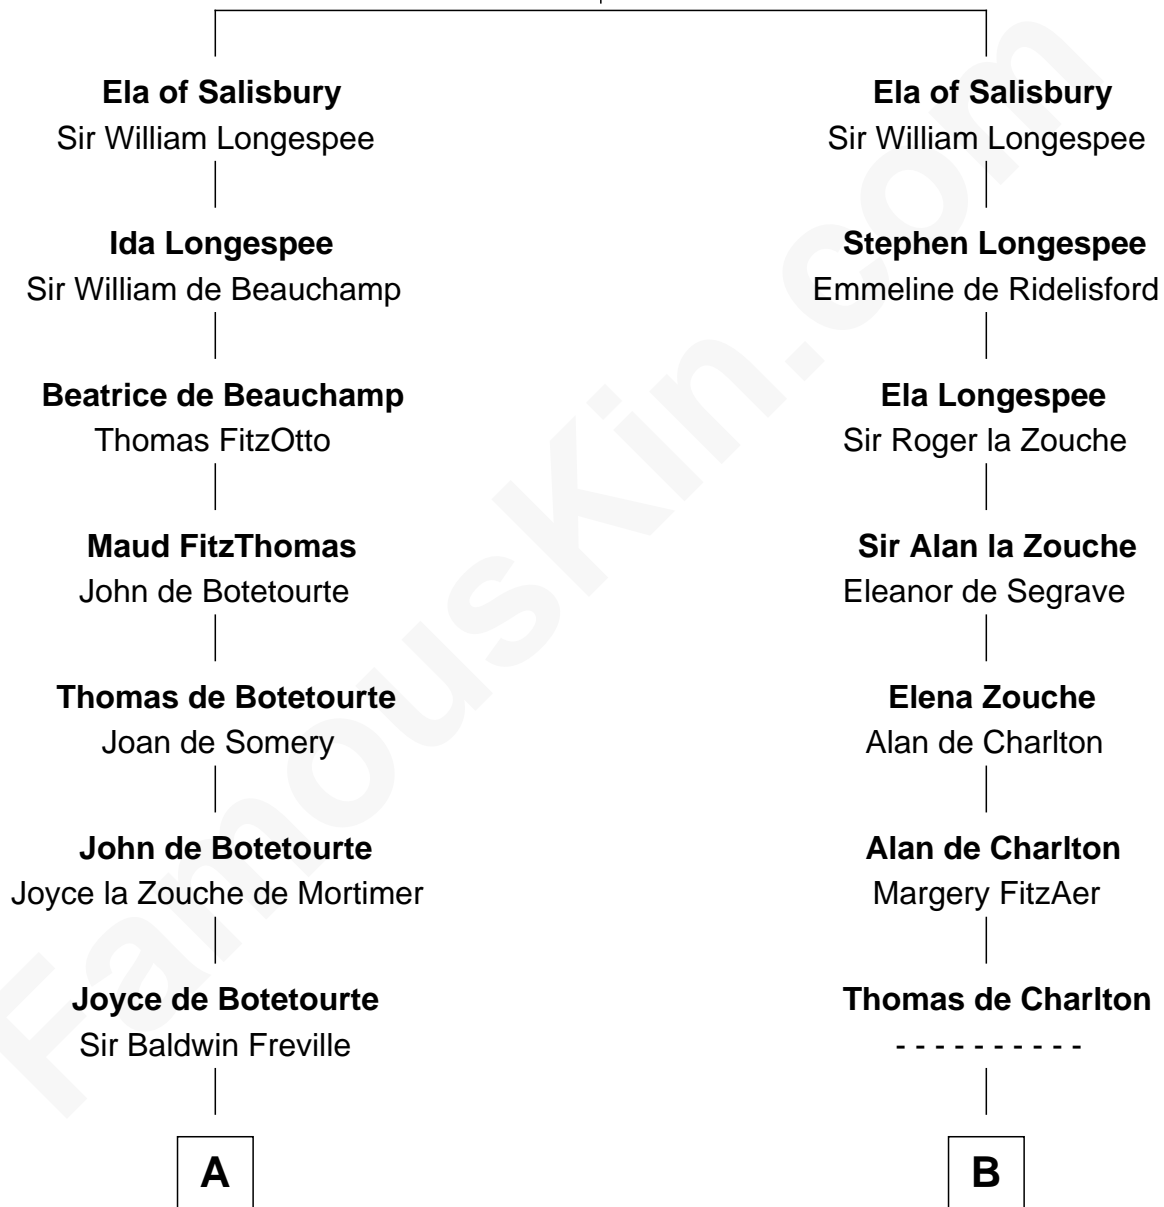 Ela of Salisbury
Sir William Longespee
Ida Longespee
Sir William de Beauchamp
Beatrice de Beauchamp
Thomas FitzOtto
Maud FitzThomas
John de Botetourte
Thomas de Botetourte
Joan de Somery
John de Botetourte
Joyce la Zouche de Mortimer
Joyce de Botetourte
Sir Baldwin Freville
A
Ela of Salisbury
Sir William Longespee
Stephen Longespee
Emmeline de Ridelisford
Ela Longespee
Sir Roger la Zouche
Sir Alan la Zouche
Eleanor de Segrave
Elena Zouche
Alan de Charlton
Alan de Charlton
Margery FitzAer
Thomas de Charlton
- - - - - - - - - -
B
FamousKin.com